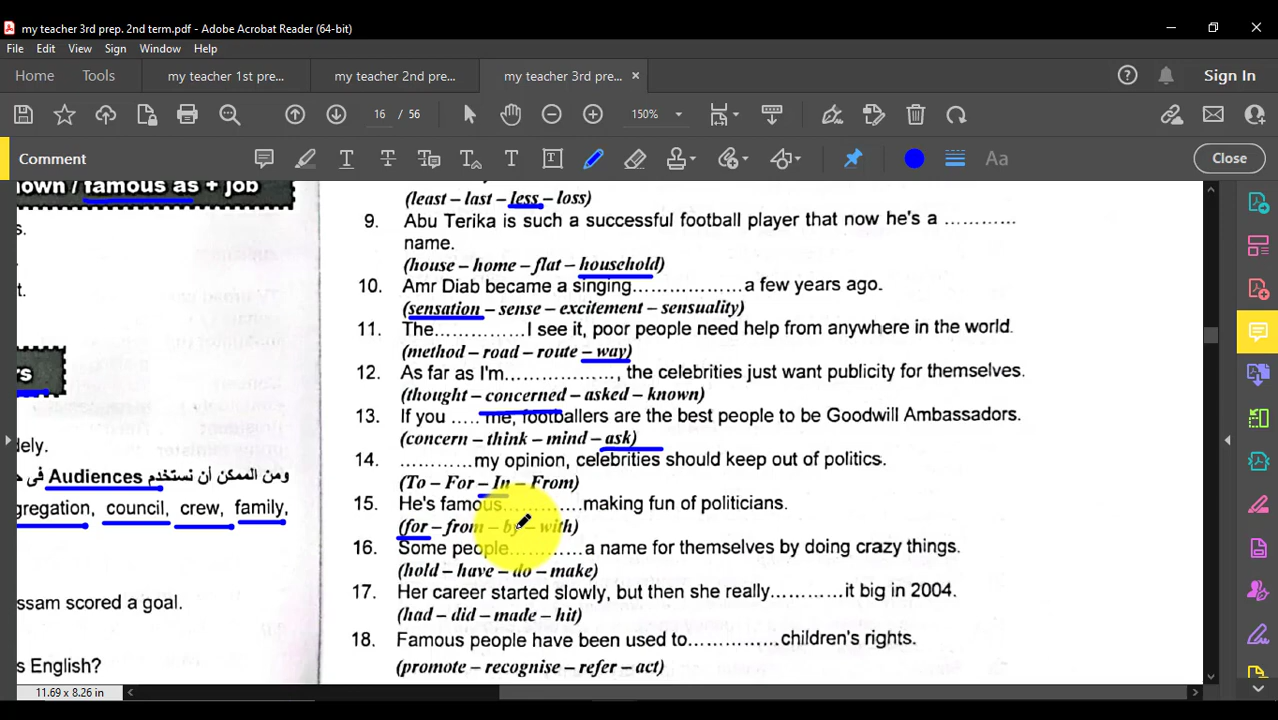 my teacher 3rd prep. 2nd term.pdf - Adobe Acrobat Reader (64-bit)
File Edit View Sign Window Help
Home Tools my teacher 1st pre... my teacher 2nd pre... my teacher 3rd pre... × Sign In
16 / 56 150%
Comment Aa Close
nown / famous as + job
s.
t.
rs
dely.
ومن الممكن أن نستخدم Audiences فى ح
gregation, council, crew, family,
ssam scored a goal.
s English?
(least – last – less – loss)
9. Abu Terika is such a successful football player that now he's a …………
name.
(house – home – flat – household)
10. Amr Diab became a singing………………a few years ago.
(sensation – sense – excitement – sensuality)
11. The…………..I see it, poor people need help from anywhere in the world.
(method – road – route – way)
12. As far as I'm………………, the celebrities just want publicity for themselves.
(thought – concerned – asked – known)
13. If you ….. me, footballers are the best people to be Goodwill Ambassadors.
(concern – think – mind – ask)
14. …………my opinion, celebrities should keep out of politics.
(To – For – In – From)
15. He's famous…………making fun of politicians.
(for – from – by – with)
16. Some people…………a name for themselves by doing crazy things.
(hold – have – do – make)
17. Her career started slowly, but then she really…………it big in 2004.
(had – did – made – hit)
18. Famous people have been used to……………children's rights.
(promote – recognise – refer – act)
11.69 x 8.26 in